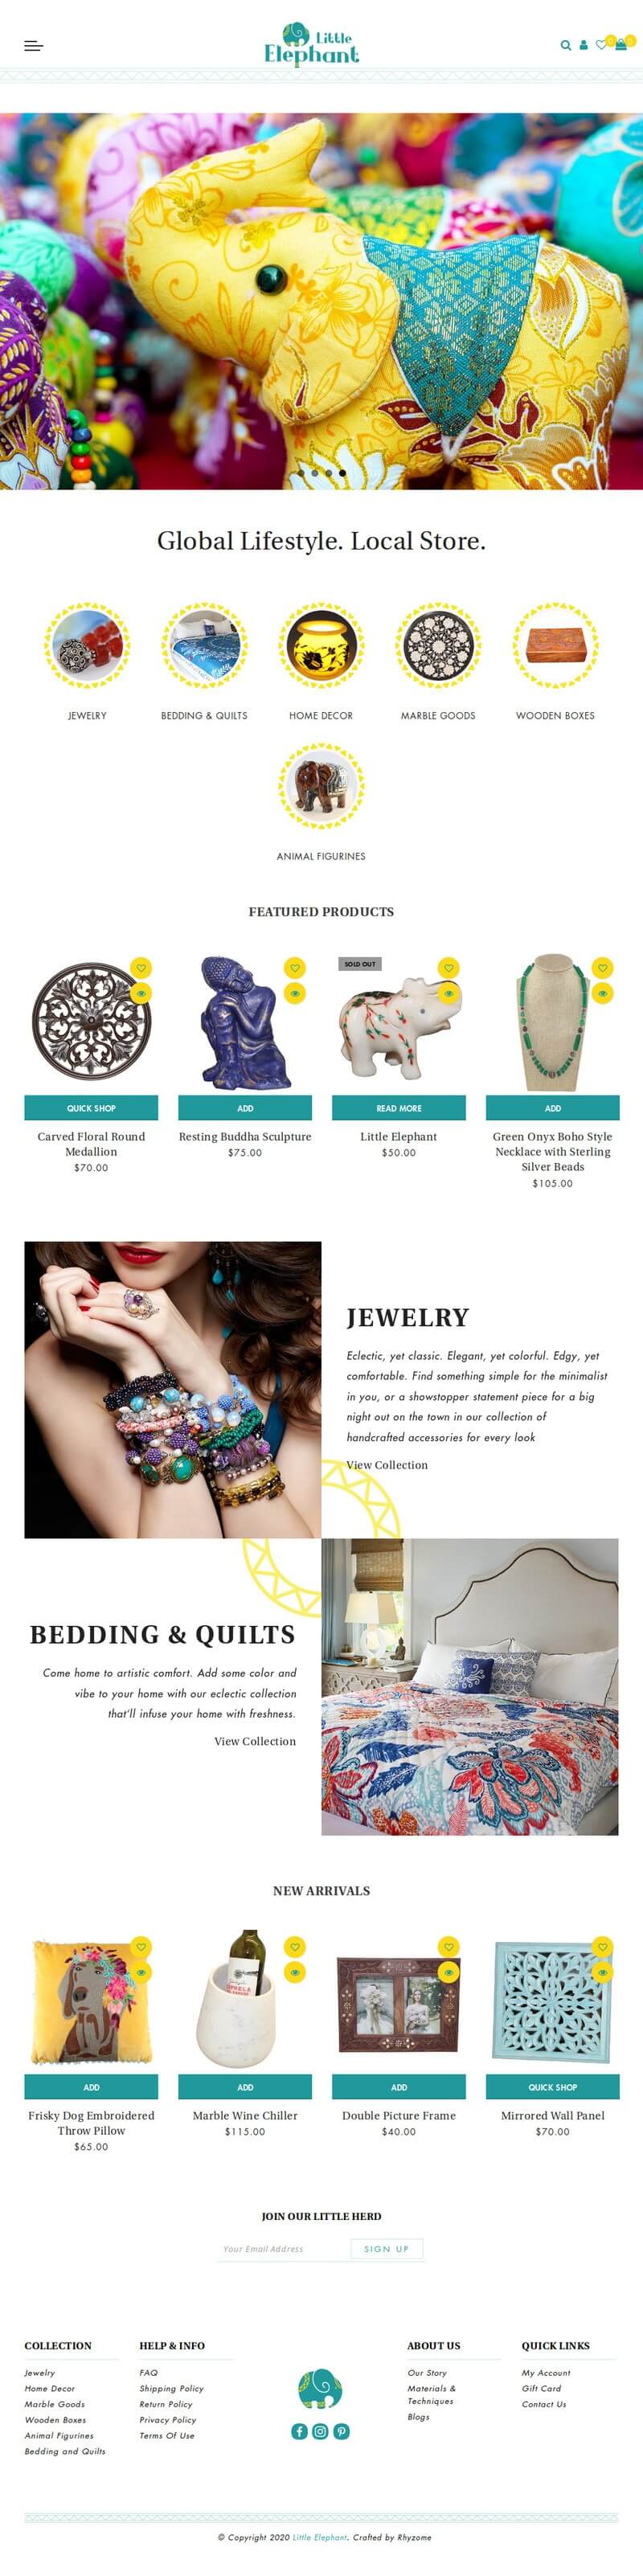 Little
Elephant
0
0
Global Lifestyle. Local Store.
JEWELRY
BEDDING & QUILTS
HOME DECOR
MARBLE GOODS
WOODEN BOXES
ANIMAL FIGURINES
FEATURED PRODUCTS
SOLD OUT
QUICK SHOP
ADD
READ MORE
ADD
Carved Floral Round
Medallion
$70.00
Resting Buddha Sculpture
$75.00
Little Elephant
$50.00
Green Onyx Boho Style
Necklace with Sterling
Silver Beads
$105.00
JEWELRY
Eclectic, yet classic. Elegant, yet colorful. Edgy, yet
comfortable. Find something simple for the minimalist
in you, or a showstopper statement piece for a big
night out on the town in our collection of
handcrafted accessories for every look
View Collection
BEDDING & QUILTS
Come home to artistic comfort. Add some color and
vibe to your home with our eclectic collection
that'll infuse your home with freshness.
View Collection
NEW ARRIVALS
ADD
ADD
ADD
QUICK SHOP
Frisky Dog Embroidered
Throw Pillow
$65.00
Marble Wine Chiller
$115.00
Double Picture Frame
$40.00
Mirrored Wall Panel
$70.00
JOIN OUR LITTLE HERD
Your Email Address
SIGN UP
COLLECTION
Jewelry
Home Decor
Marble Goods
Wooden Boxes
Animal Figurines
Bedding and Quilts
HELP & INFO
FAQ
Shipping Policy
Return Policy
Privacy Policy
Terms Of Use
ABOUT US
Our Story
Materials &
Techniques
Blogs
QUICK LINKS
My Account
Gift Card
Contact Us
© Copyright 2020 Little Elephant. Crafted by Rhyzome